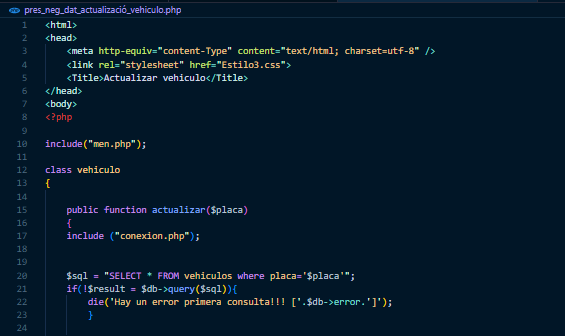 pres_neg_dat_actualizació_vehiculo.php
1 <html>
2 <head>
3 <meta http-equiv="content-Type" content="text/html; charset=utf-8" />
4 <link rel="stylesheet" href="Estilo3.css">
5 <Title>Actualizar vehiculo</Title>
6 </head>
7 <body>
8 <?php
9
10 include("men.php");
11
12 class vehiculo
13 {
14
15 public function actualizar($placa)
16 {
17 include ("conexion.php");
18
19
20 $sql = "SELECT * FROM vehiculos where placa='$placa'";
21 if(!$result = $db->query($sql)){
22 die('Hay un error primera consulta!!! ['.$db->error.']');
23 }
24